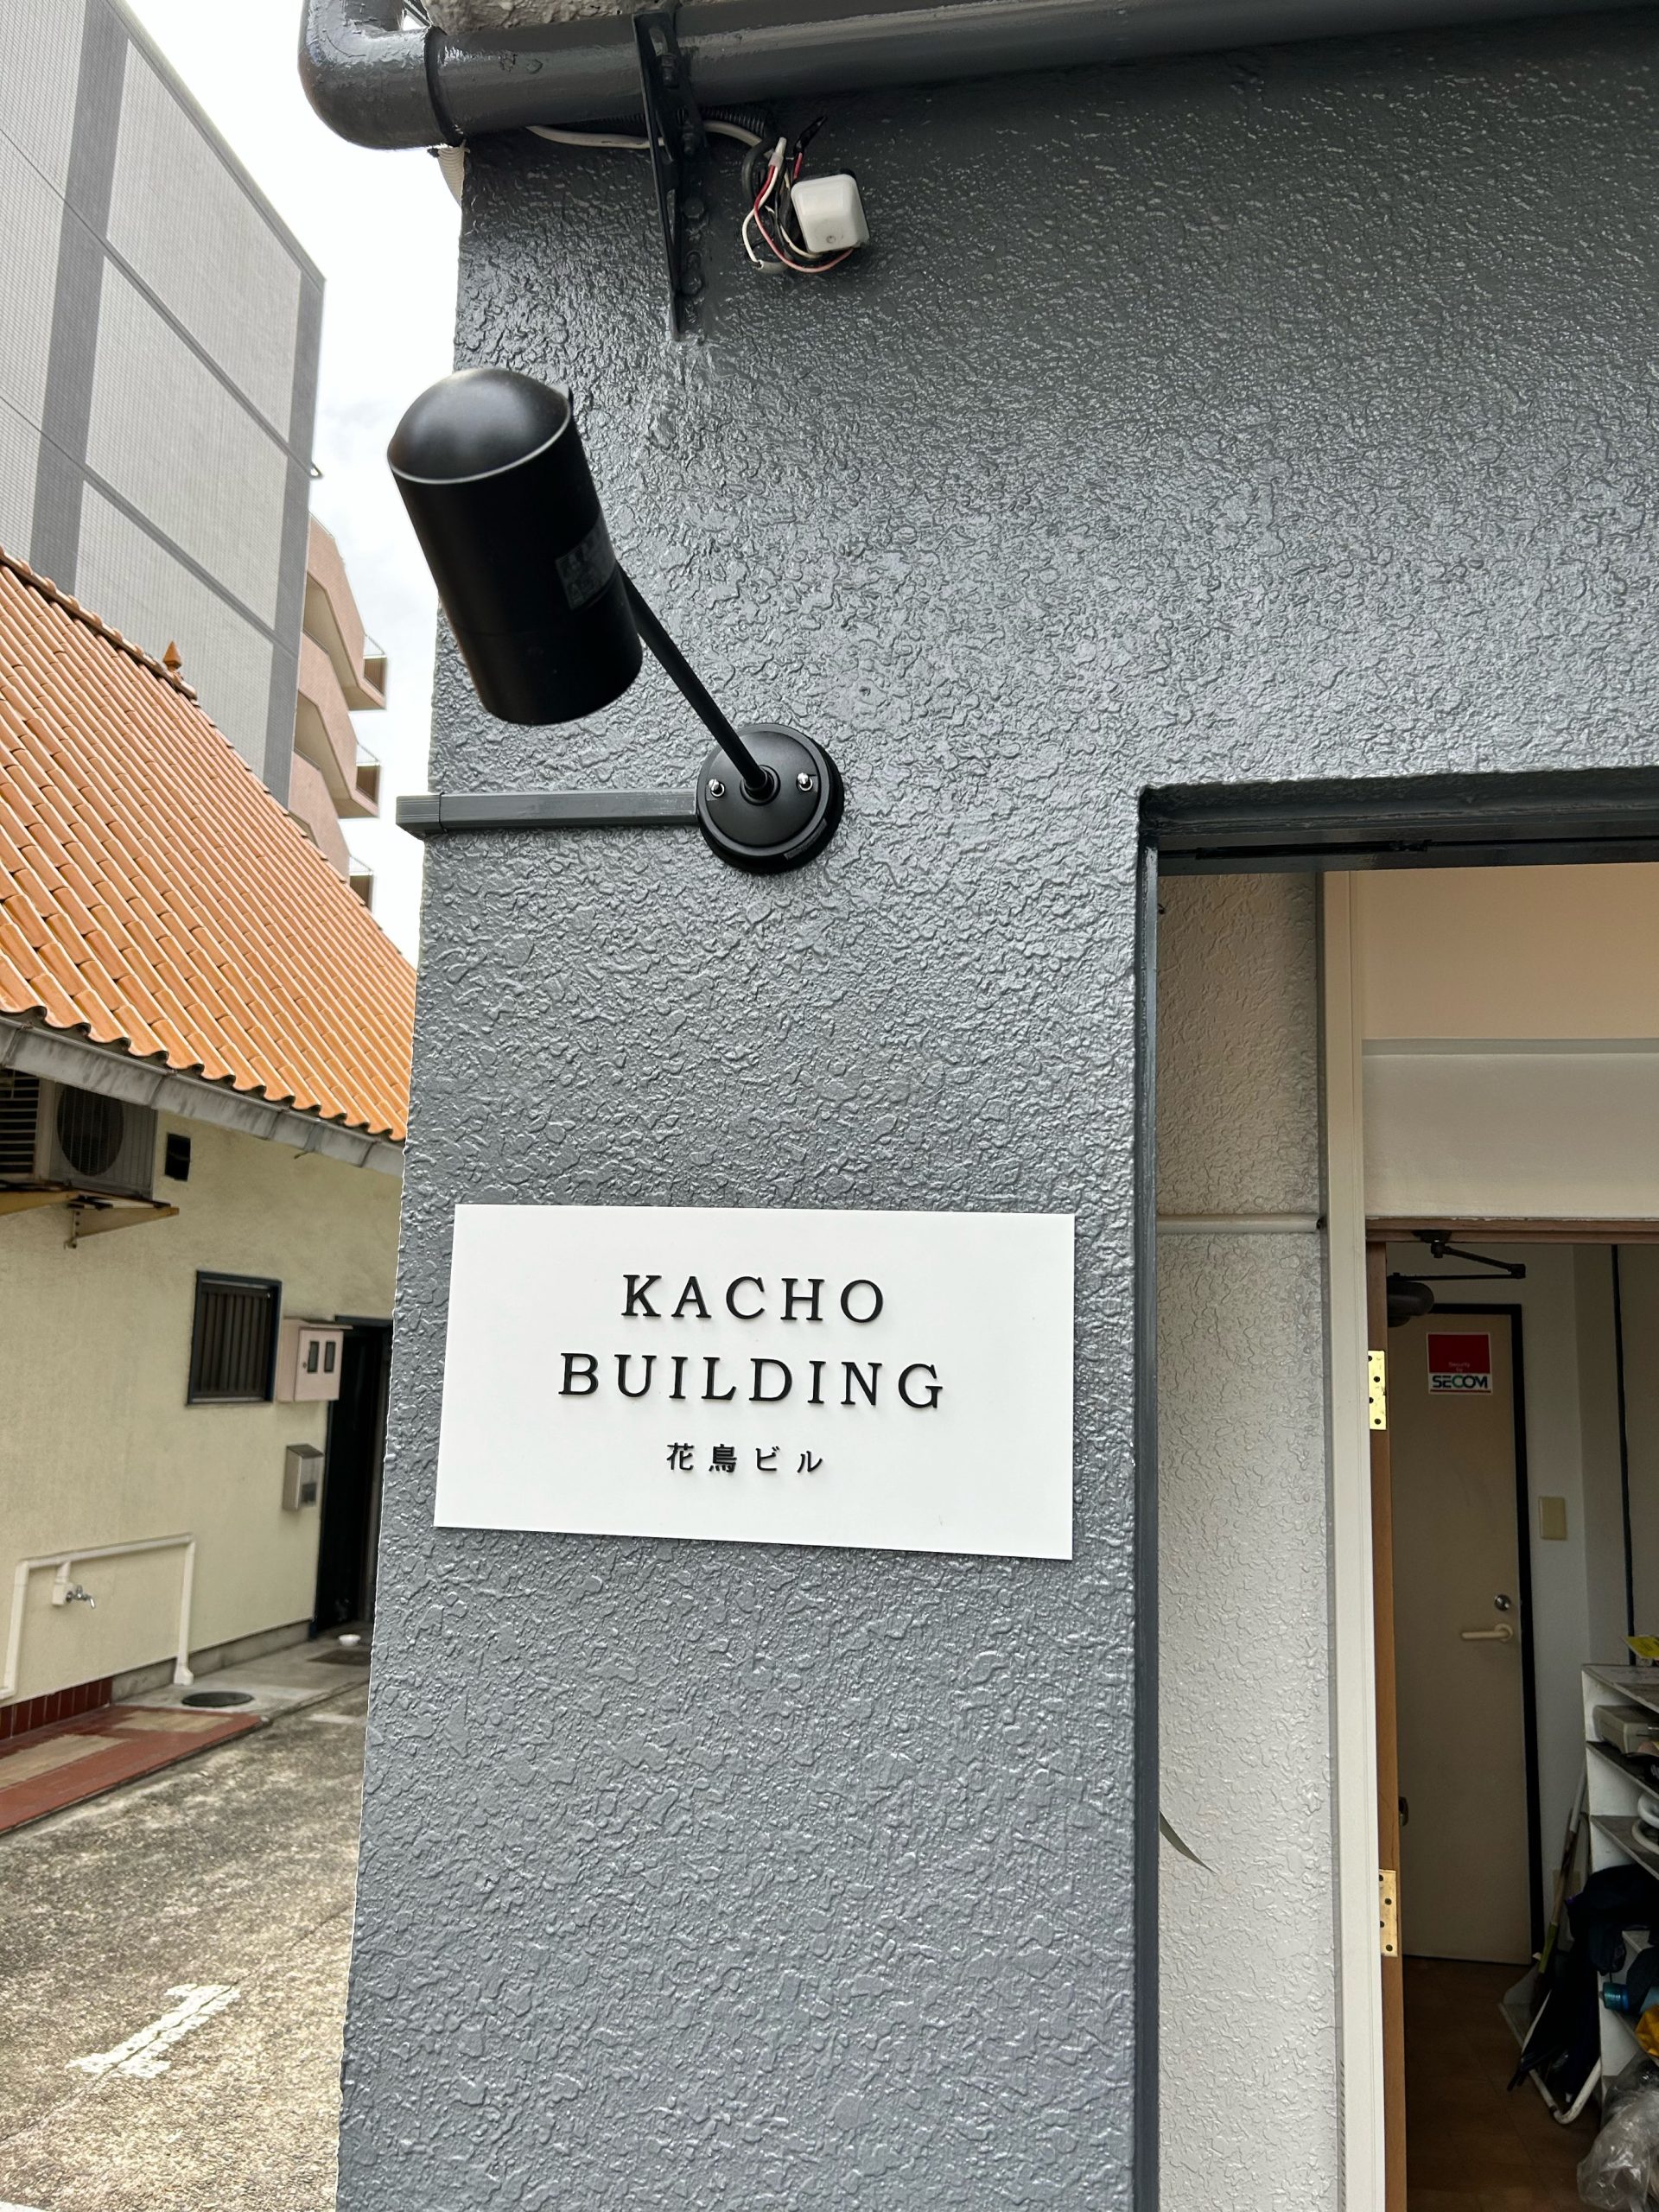 KACHO
BUILDING
花鳥ビル
SECOM